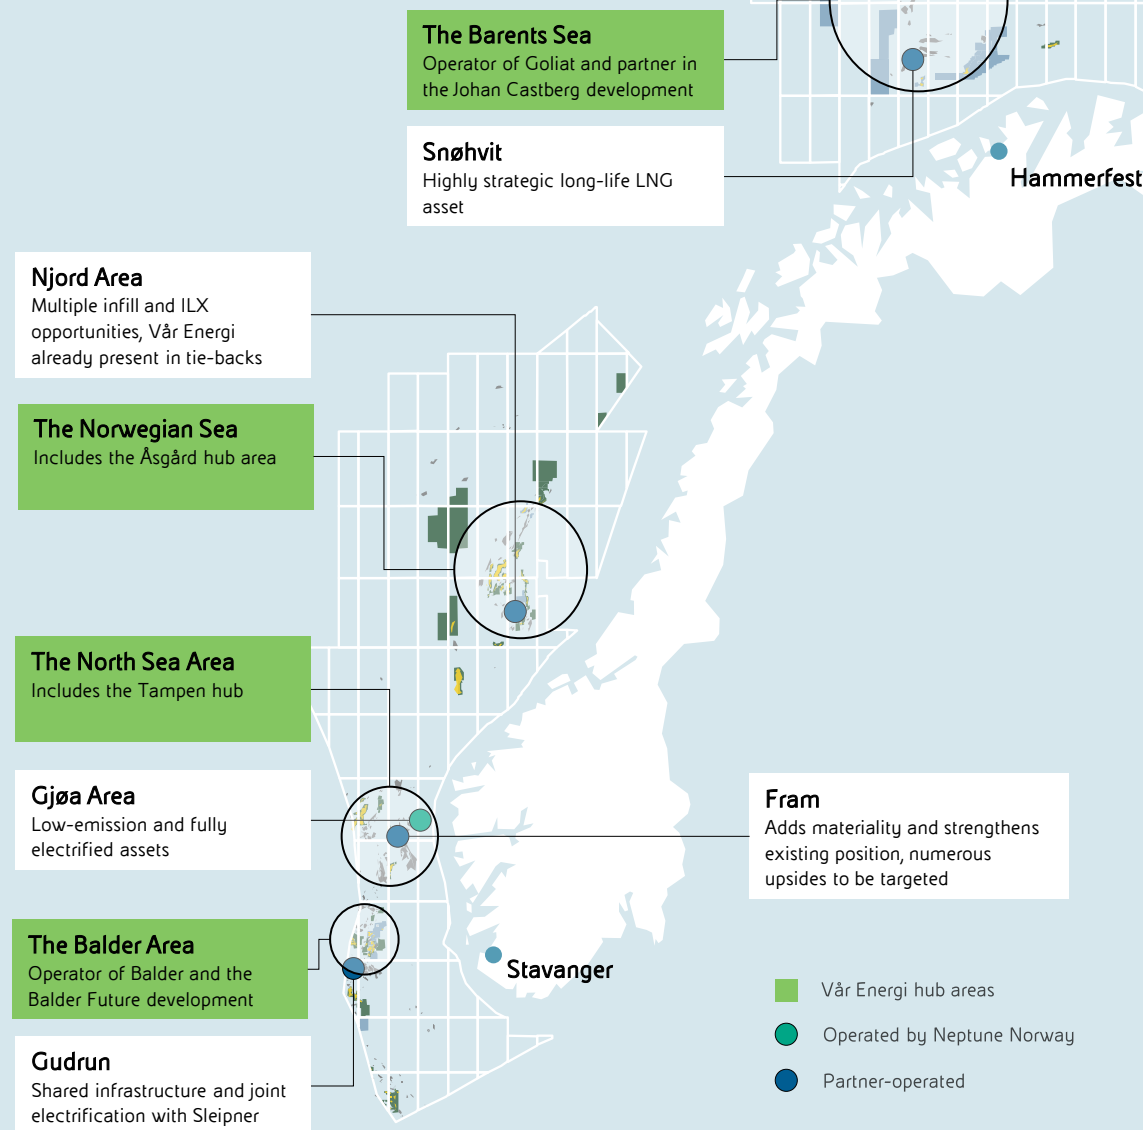 The Barents Sea
Operator of Goliat and partner in
the Johan Castberg development
Snøhvit
Highly strategic long-life LNG
asset
Hammerfest
Njord Area
Multiple infill and ILX
opportunities, Vår Energi
already present in tie-backs
The Norwegian Sea
Includes the Åsgård hub area
The North Sea Area
Includes the Tampen hub
Gjøa Area
Low-emission and fully
electrified assets
Fram
Adds materiality and strengthens
existing position, numerous
upsides to be targeted
The Balder Area
Operator of Balder and the
Balder Future development
Stavanger
Gudrun
Shared infrastructure and joint
electrification with Sleipner
Vår Energi hub areas
Operated by Neptune Norway
Partner-operated